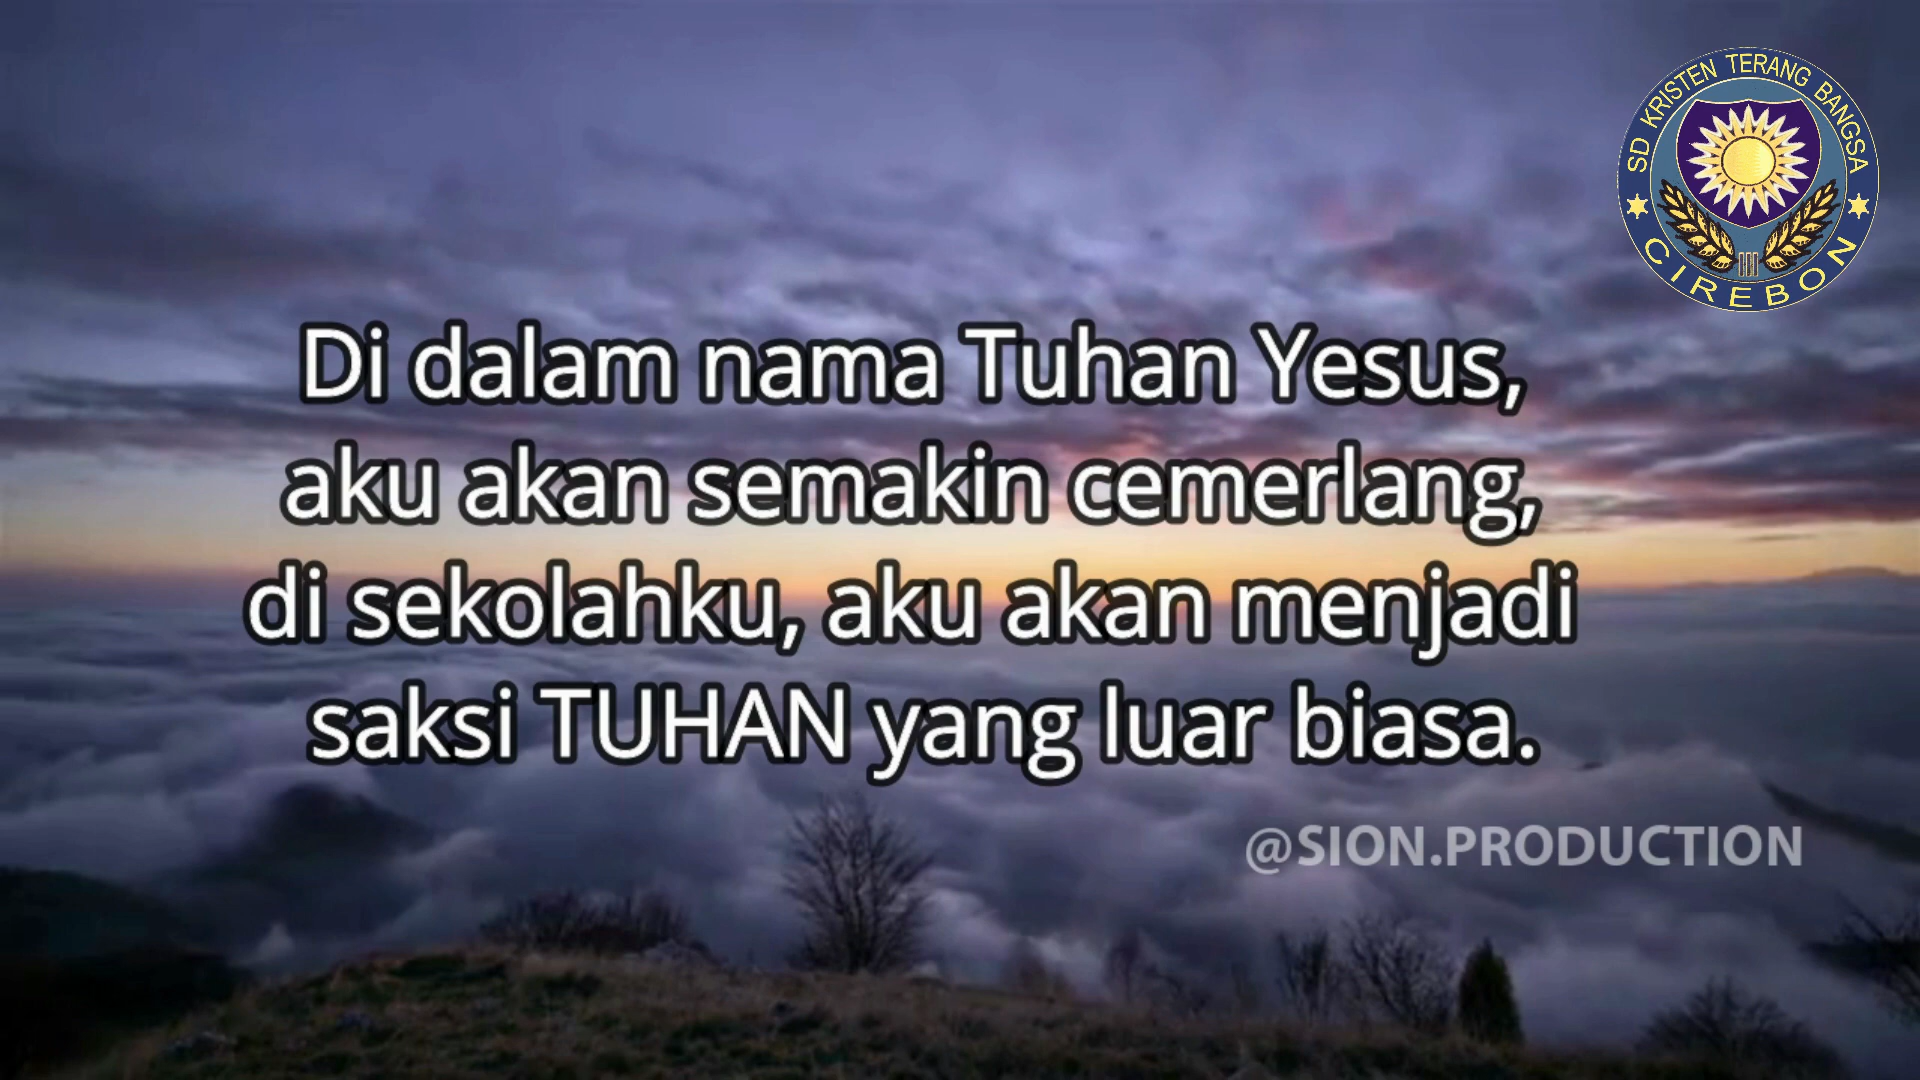 SD KRISTEN TERANG BANGSA
CIREBON
Di dalam nama Tuhan Yesus,
aku akan semakin cemerlang,
di sekolahku, aku akan menjadi
saksi TUHAN yang luar biasa.
@SION.PRODUCTION